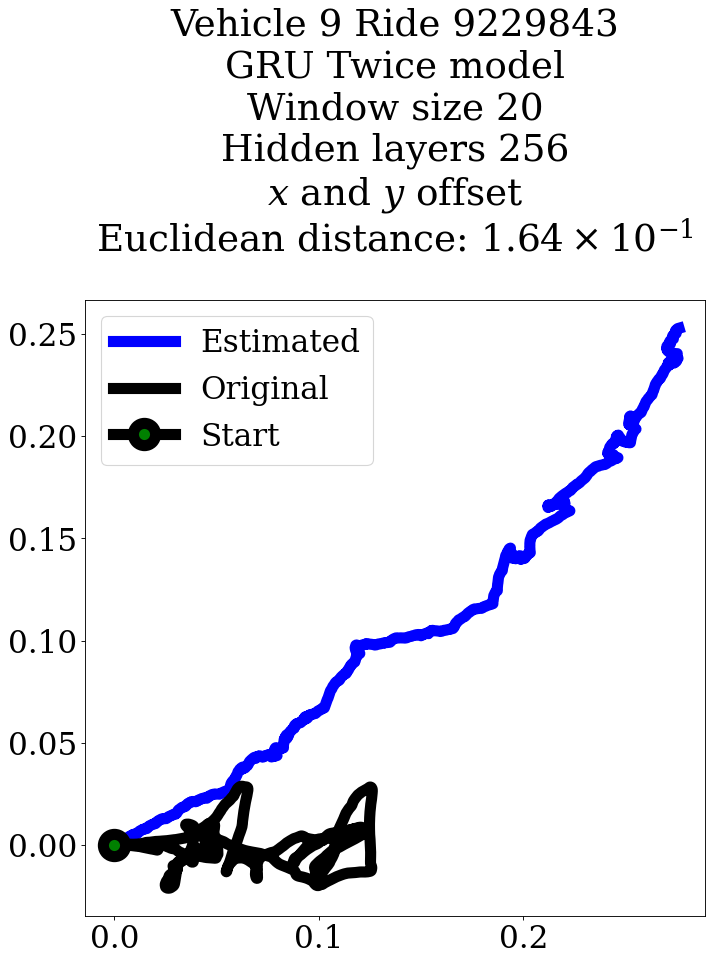 Vehicle 9 Ride 9229843
GRU Twice model
Window size 20
Hidden layers 256
x and y offset
Euclidean distance: 1.64 × 10⁻¹
Estimated
Original
Start
0.25
0.20
0.15
0.10
0.05
0.00
0.0 0.1 0.2